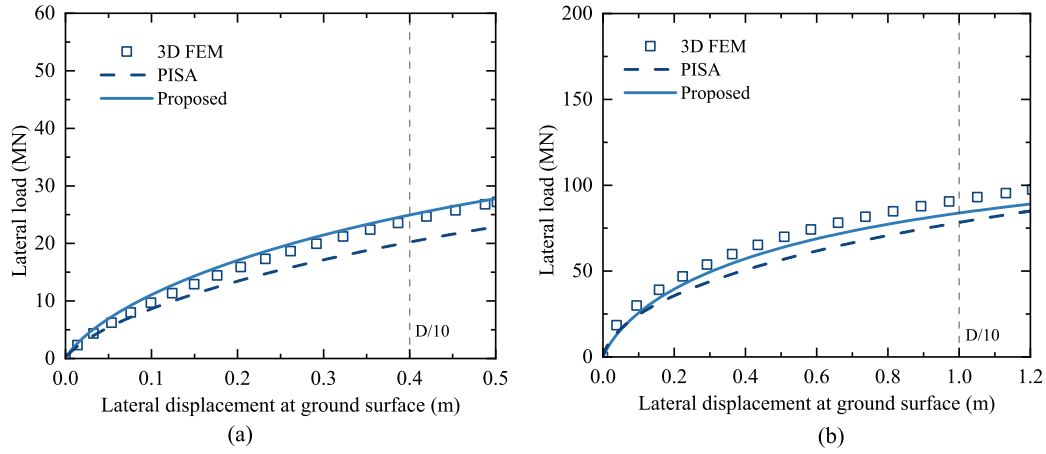 60
50
40
30
20
10
0
3D FEM
PISA
Proposed
D/10
0.0 0.1 0.2 0.3 0.4 0.5
Lateral load (MN)
Lateral displacement at ground surface (m)
(a)
200
150
100
50
0
3D FEM
PISA
Proposed
D/10
0.0 0.2 0.4 0.6 0.8 1.0 1.2
Lateral load (MN)
Lateral displacement at ground surface (m)
(b)